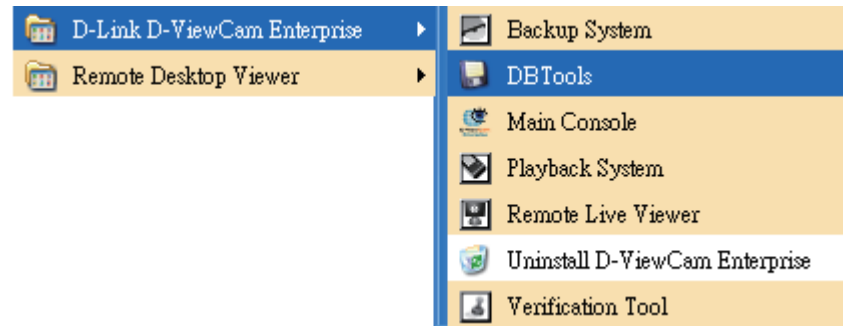 D-Link D-ViewCam Enterprise
Remote Desktop Viewer
Backup System
DBTools
Main Console
Playback System
Remote Live Viewer
Uninstall D-ViewCam Enterprise
Verification Tool